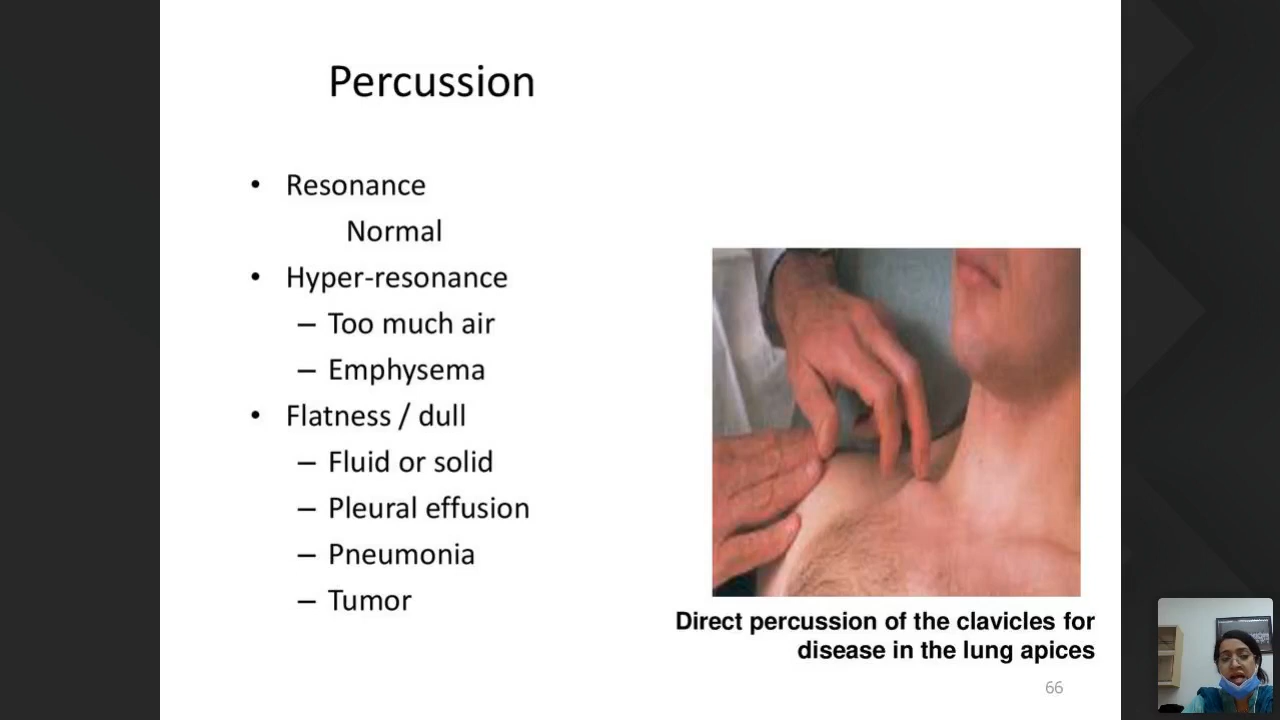 Percussion
• Resonance
Normal
• Hyper-resonance
– Too much air
– Emphysema
• Flatness / dull
– Fluid or solid
– Pleural effusion
– Pneumonia
– Tumor
Direct percussion of the clavicles for
disease in the lung apices
66